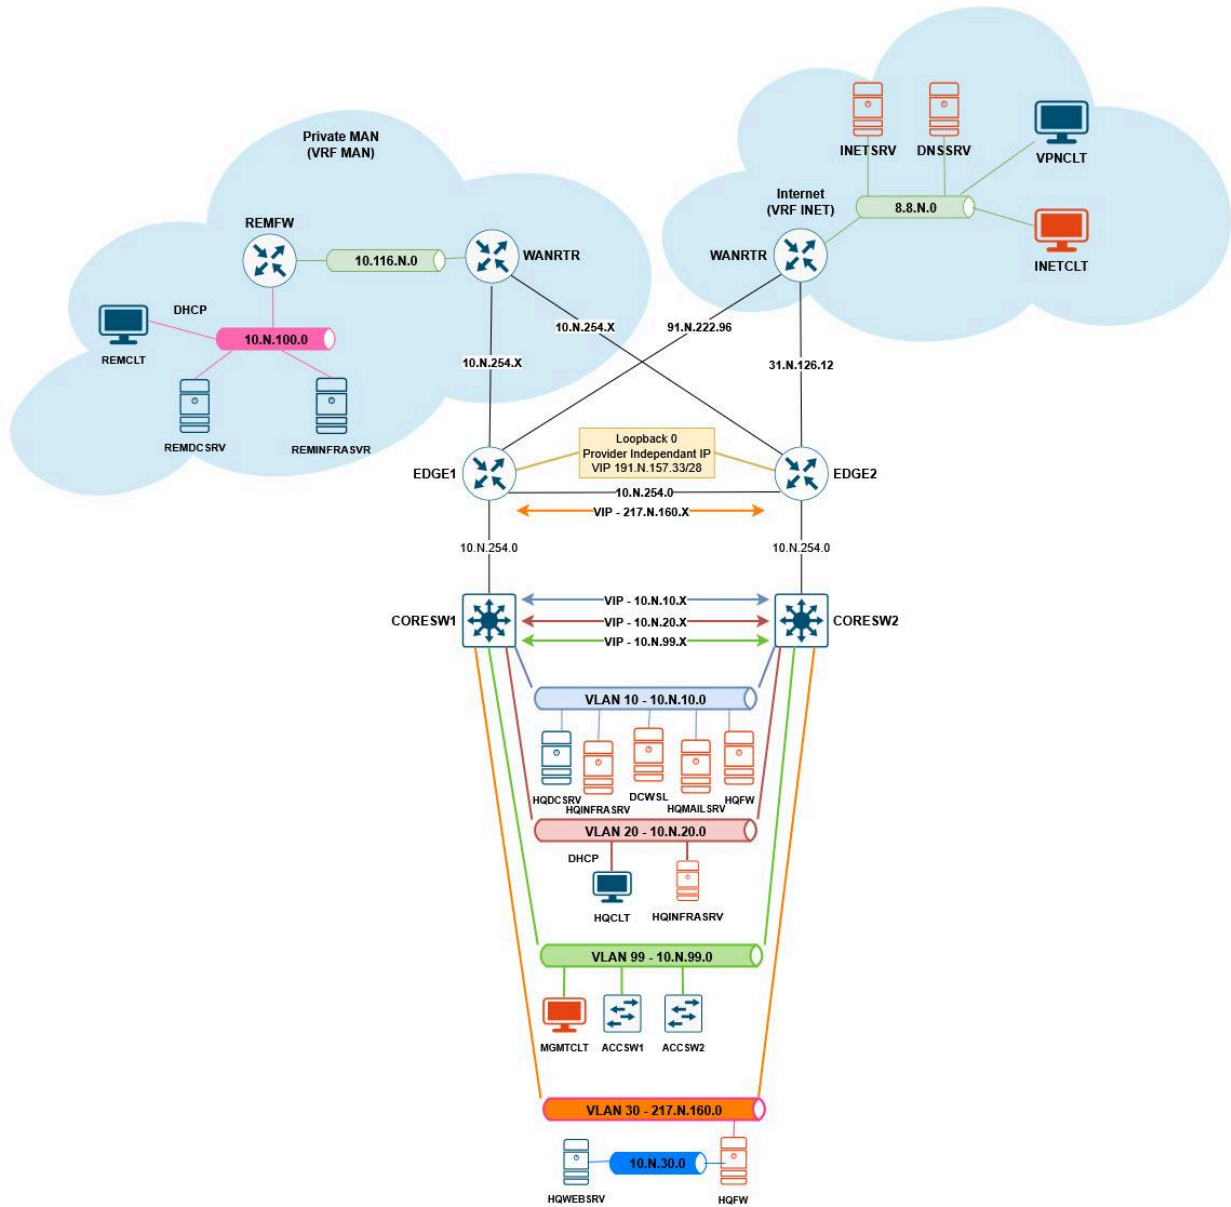 Private MAN
(VRF MAN)
INETSRV
DNSSRV
VPNCLT
Internet
(VRF INET)
8.8.N.0
INETCLT
REMFW
10.116.N.0
WANRTR
WANRTR
DHCP
10.N.100.0
REMCLT
REMDCSRV
REMINFRASVR
10.N.254.X
91.N.222.96
10.N.254.X
31.N.126.12
Loopback 0
Provider Independant IP
VIP 191.N.157.33/28
EDGE1
EDGE2
10.N.254.0
VIP - 217.N.160.X
10.N.254.0
10.N.254.0
CORESW1
CORESW2
VIP - 10.N.10.X
VIP - 10.N.20.X
VIP - 10.N.99.X
VLAN 10 - 10.N.10.0
HQDCSRV
HQINFRASRV
DCWSL
HQMAILSRV
HQFW
VLAN 20 - 10.N.20.0
DHCP
HQCLT
HQINFRASRV
VLAN 99 - 10.N.99.0
MGMTCLT
ACCSW1
ACCSW2
VLAN 30 - 217.N.160.0
10.N.30.0
HQWEBSRV
HQFW